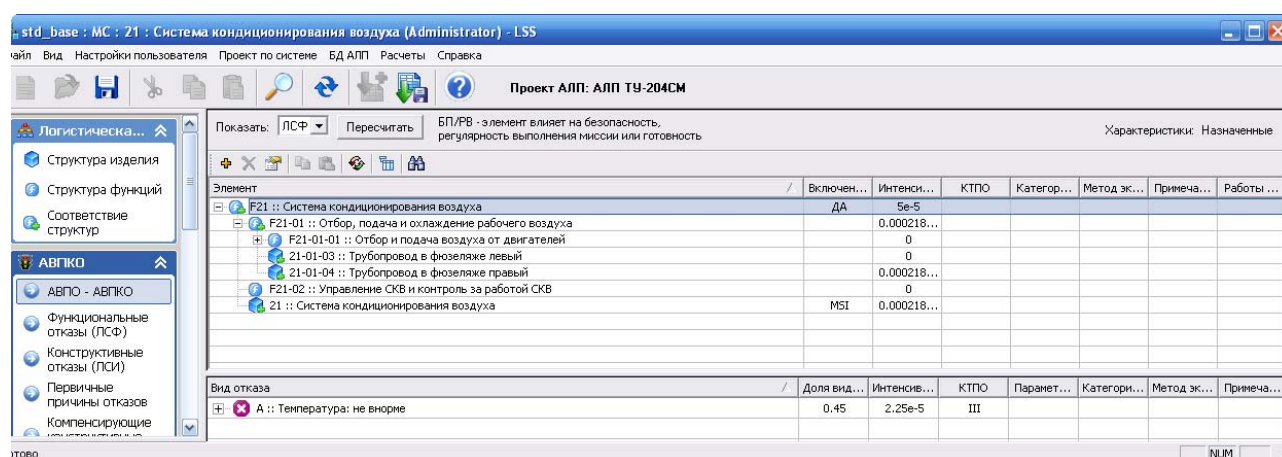 std_base : МС : 21 : Система кондиционирования воздуха (Administrator) - LSS
айл Вид Настройки пользователя Проект по системе БД АЛП Расчеты Справка
Проект АЛП: АЛП ТУ-204СМ
Логистическа...
Структура изделия
Структура функций
Соответствие
структур
АВПКО
АВПО - АВПКО
Функциональные
отказы (ЛСФ)
Конструктивные
отказы (ЛСИ)
Первичные
причины отказов
Компенсирующие
Показать: ЛСФ Пересчитать БП/РВ - элемент влияет на безопасность,
регулярность выполнения миссии или готовность
Характеристики: Назначенные
Элемент / Включен... Интенси... КТПО Категор... Метод эк... Примеча... Работы ...
F21 :: Система кондиционирования воздуха ДА 5e-5
F21-01 :: Отбор, подача и охлаждение рабочего воздуха 0.000218...
F21-01-01 :: Отбор и подача воздуха от двигателей 0
21-01-03 :: Трубопровод в фюзеляже левый 0
21-01-04 :: Трубопровод в фюзеляже правый 0.000218...
F21-02 :: Управление СКВ и контроль за работой СКВ 0
21 :: Система кондиционирования воздуха MSI 0.000218...
Вид отказа / Доля вид... Интенсив... КТПО Парамет... Категори... Метод эк... Примеча...
А :: Температура: не внорме 0.45 2.25e-5 III
отово NUM